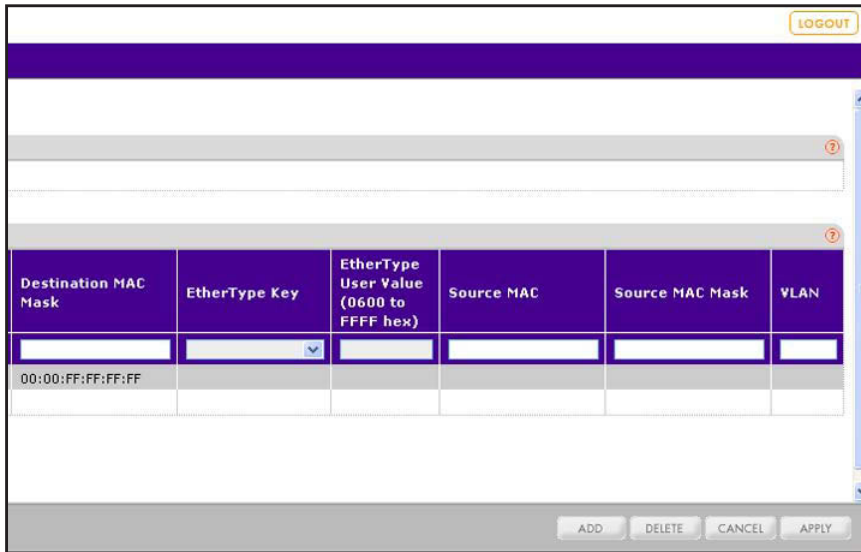 LOGOUT
?
?
Destination MAC Mask
EtherType Key
EtherType User Value (0600 to FFFF hex)
Source MAC
Source MAC Mask
VLAN
00:00:FF:FF:FF:FF
ADD DELETE CANCEL APPLY